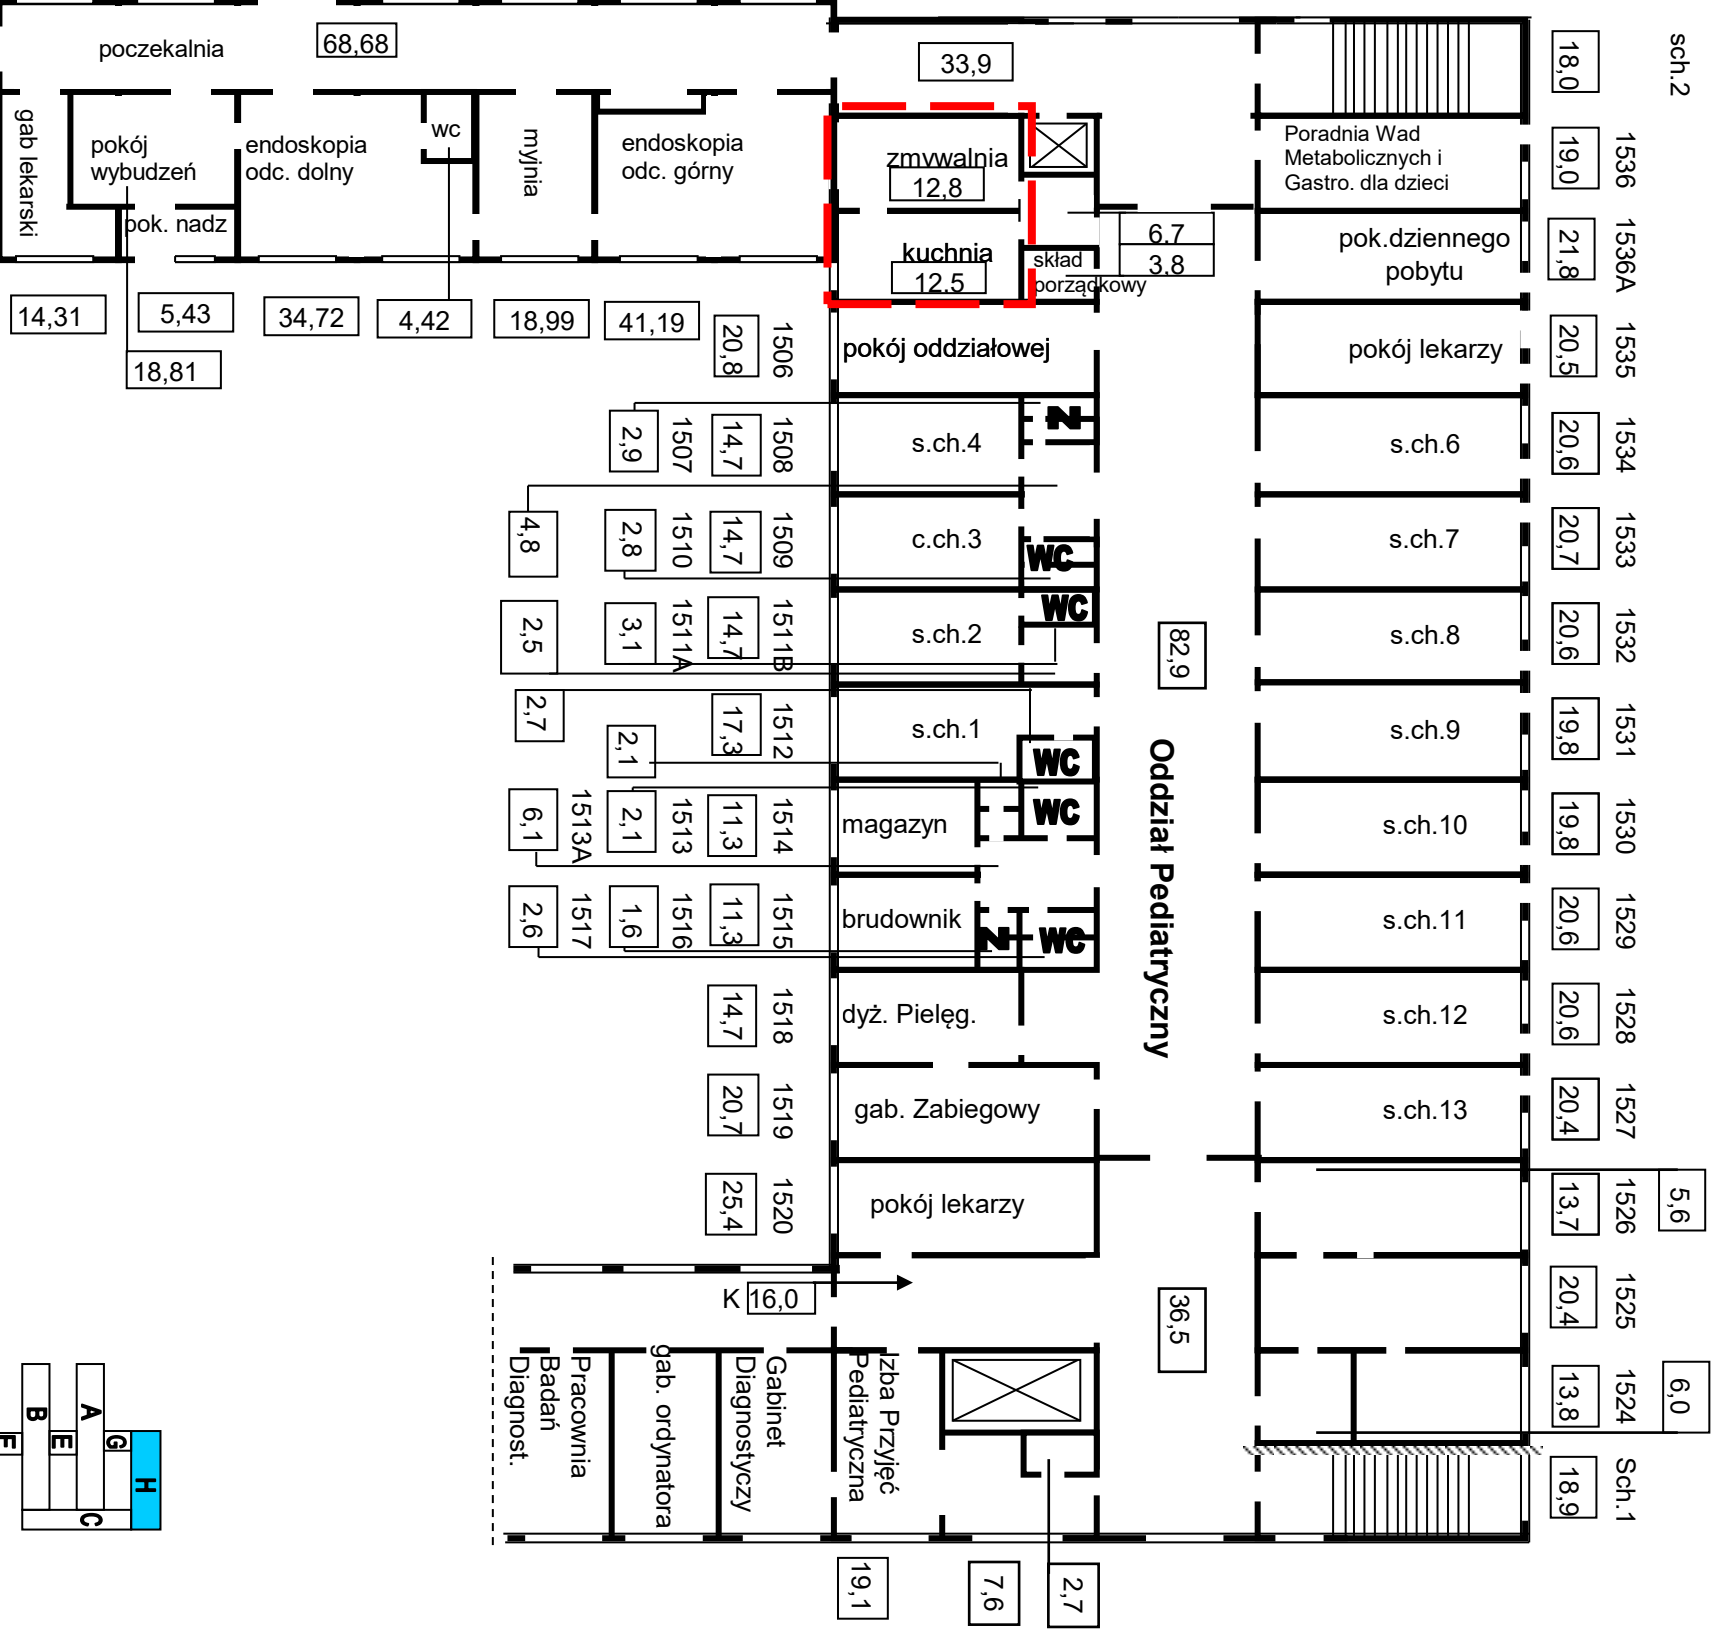 poczekalnia
68,68
33,9
18,0
sch.2
gab lekarski
pokój
wybudzeń
pok. nadz
endoskopia
odc. dolny
wc
myjnia
endoskopia
odc. górny
zmywalnia
12,8
kuchnia
12.5
skład
porządkowy
6.7
3,8
Poradnia Wad
Metabolicznych i
Gastro. dla dzieci
19,0
1536
pok.dziennego
pobytu
21,8
1536A
14,31
5,43
34,72
4,42
18,99
41,19
18,81
20,8
1506
pokój oddziałowej
pokój lekarzy
20,5
1535
2,9
1507
14,7
1508
s.ch.4
N
s.ch.6
20,6
1534
4,8
2,8
1510
14,7
1509
c.ch.3
WC
s.ch.7
20,7
1533
2,5
3,1
1511A
14,7
1511B
s.ch.2
WC
82,9
s.ch.8
20,6
1532
2,7
2,1
17,3
1512
s.ch.1
WC
s.ch.9
19,8
1531
Oddział Pediatryczny
6,1
1513A
2,1
1513
11,3
1514
magazyn
WC
s.ch.10
19,8
1530
2,6
1517
1,6
1516
11,3
1515
brudownik
N
WC
s.ch.11
20,6
1529
14,7
1518
dyż. Pielęg.
s.ch.12
20,6
1528
20,7
1519
gab. Zabiegowy
s.ch.13
20,4
1527
25,4
1520
pokój lekarzy
13,7
1526
5,6
K
16,0
36,5
20,4
1525
Pracownia
Badań
Diagnost.
gab. ordynatora
Gabinet
Diagnostyczy
Izba Przyjęć
Pediatryczna
13,8
1524
6,0
18,9
Sch.1
19,1
7,6
2,7
A
B
E
F
G
H
C